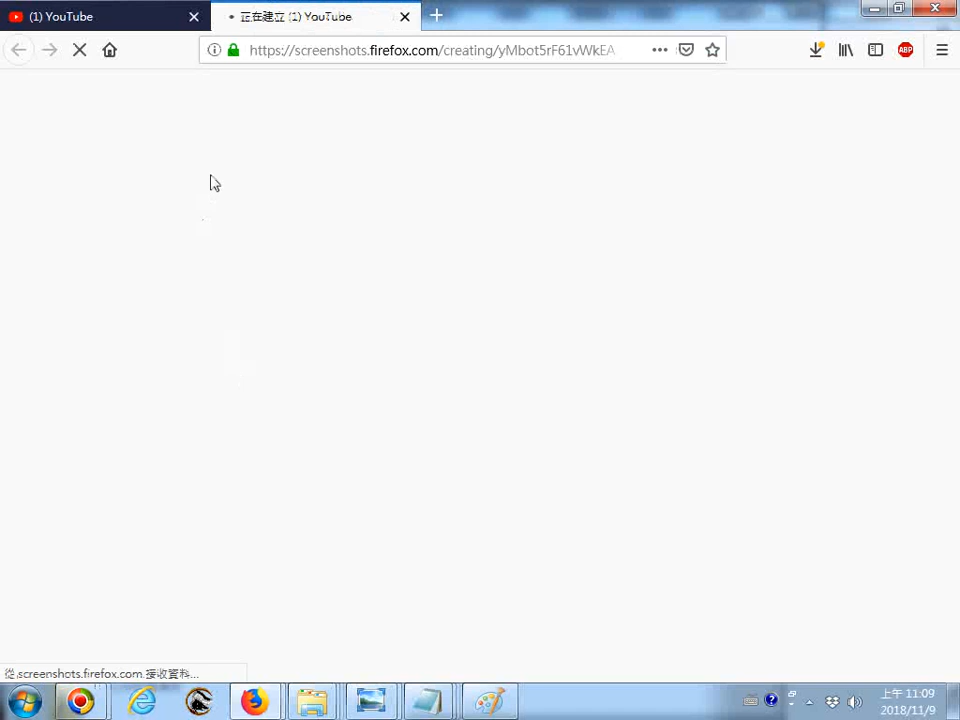 (1) YouTube
正在建立 (1) YouTube
https://screenshots.firefox.com/creating/yMbot5rF61vWkEA
ABP
從 screenshots.firefox.com 接收資料...
上午 11:09
2018/11/9